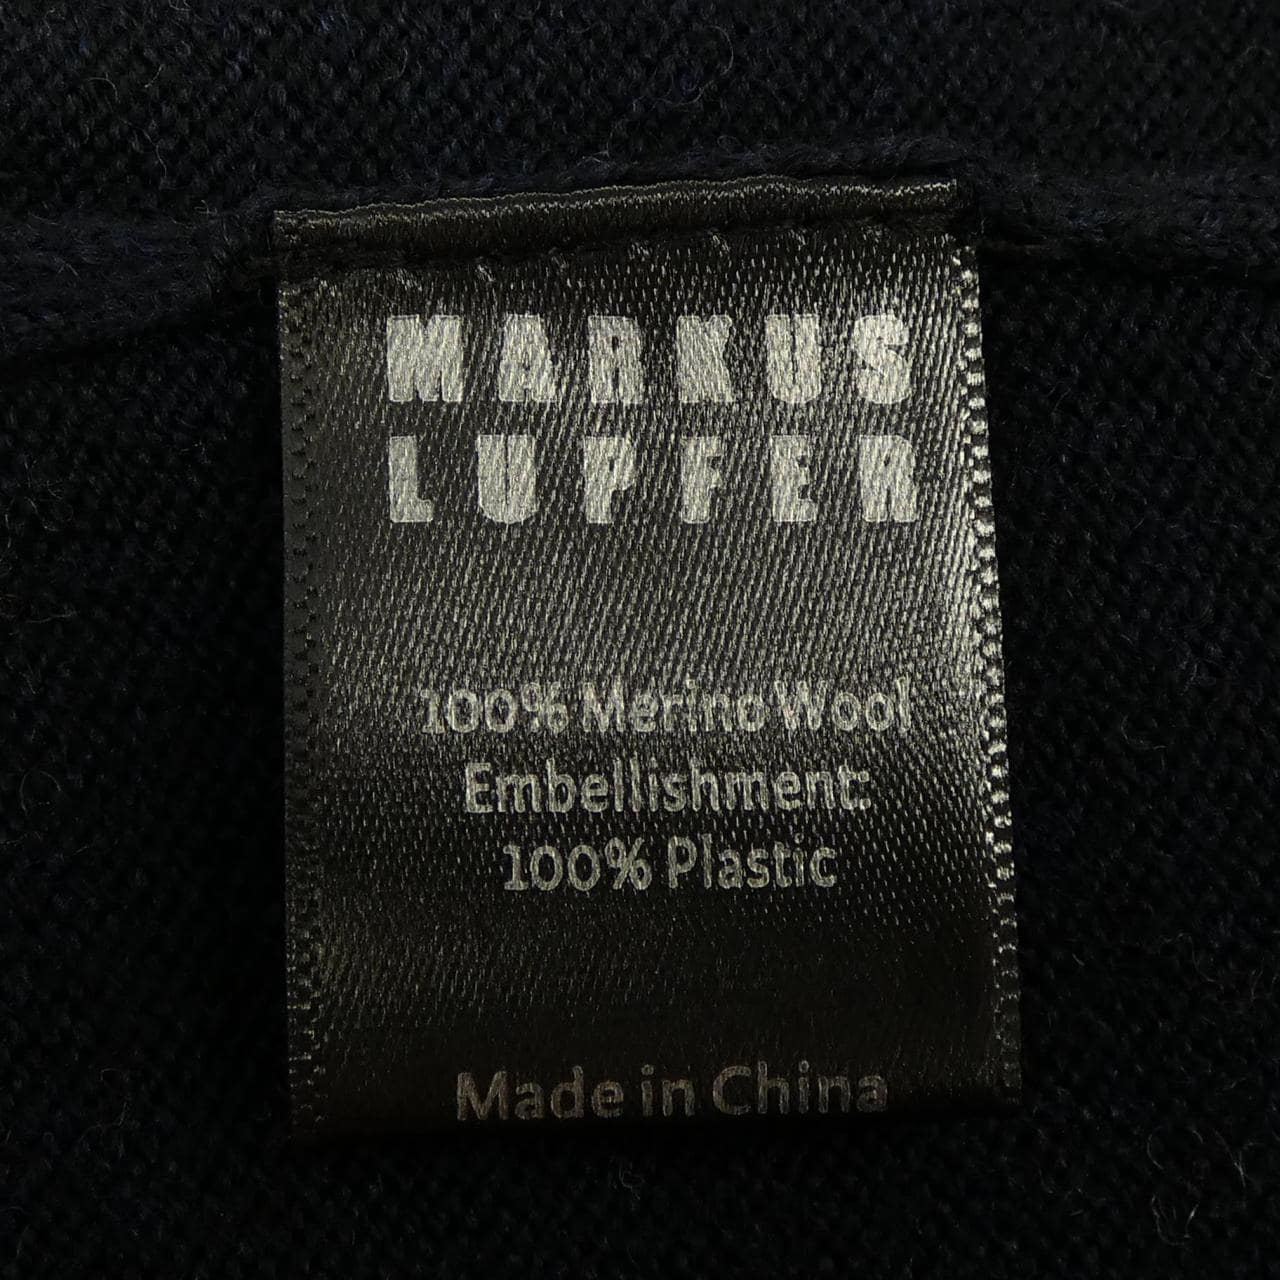 MARKUS
LUPFER
100% Merino Wool
Embellishment:
100% Plastic
Made in China